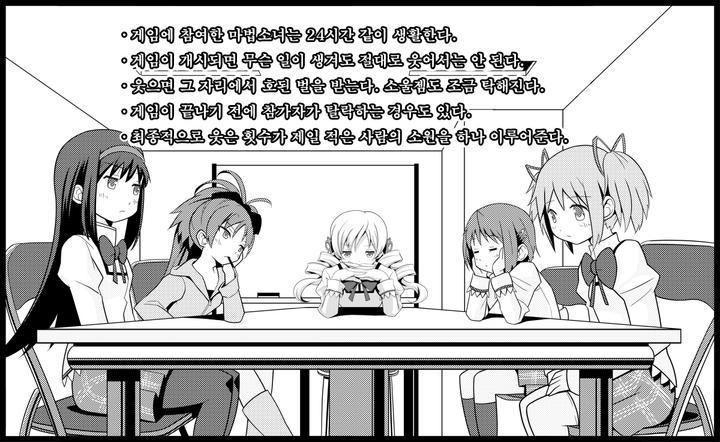 · 게임에 참여한 마법소녀는 24시간 같이 생활한다.
· 게임이 개시되면 무슨 일이 생겨도 절대로 웃어서는 안 된다.
· 웃으면 그 자리에서 호된 벌을 받는다. 소울젬도 조금 탁해진다.
· 게임이 끝나기 전에 참가자가 탈락하는 경우도 있다.
· 최종적으로 웃은 횟수가 제일 적은 사람의 소원을 하나 이루어준다.